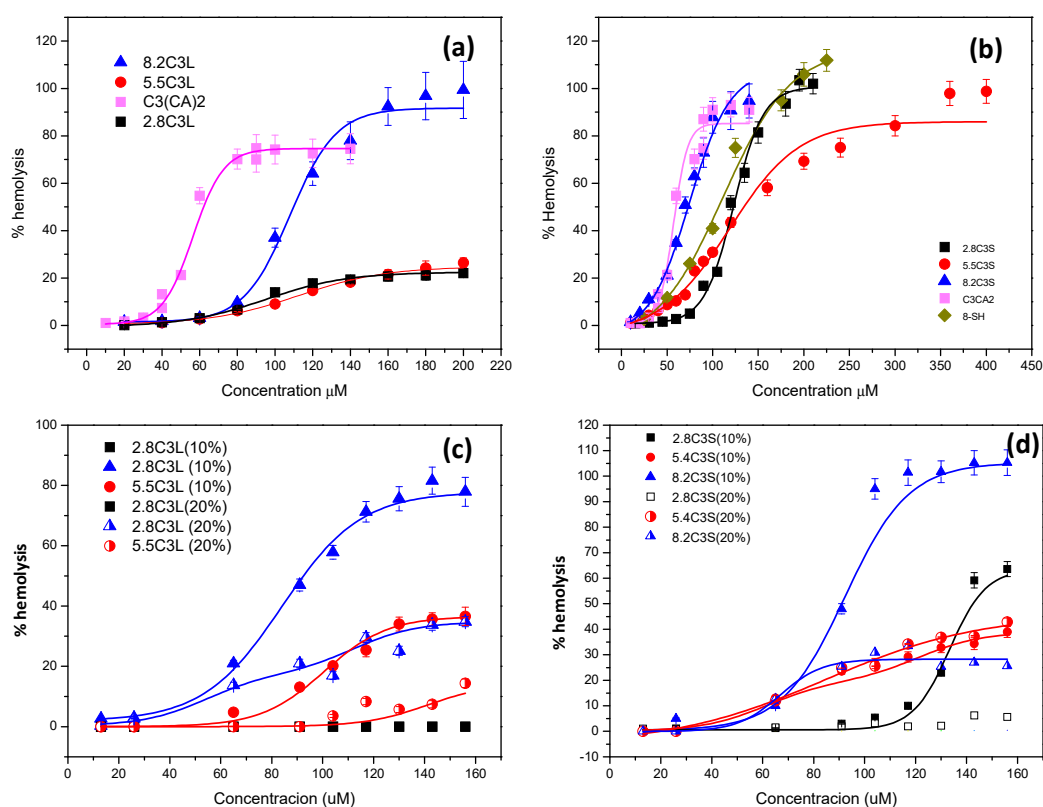 (a)
8.2C3L
5.5C3L
C3(CA)2
2.8C3L
% hemolysis
120
100
80
60
40
20
0
0 20 40 60 80 100 120 140 160 180 200
Concentration μM
(b)
2.8C3S
5.5C3S
8.2C3S
C3CA2
8-SH
% Hemolysis
120
100
80
60
40
20
0
0 50 100 150 200 250 300 350 400 450
Concentration μM
(c)
2.8C3L(10%)
2.8C3L (10%)
5.5C3L (10%)
2.8C3L(20%)
2.8C3L (20%)
5.5C3L (20%)
% hemolysis
100
80
60
40
20
0
0 20 40 60 80 100 120 140 160
Concentracion (uM)
(d)
2.8C3S(10%)
5.4C3S(10%)
8.2C3S(10%)
2.8C3S(20%)
5.4C3S(20%)
8.2C3S(20%)
% hemolysis
120
110
100
90
80
70
60
50
40
30
20
10
0
-10
0 20 40 60 80 100 120 140 160
Concentracion (uM)